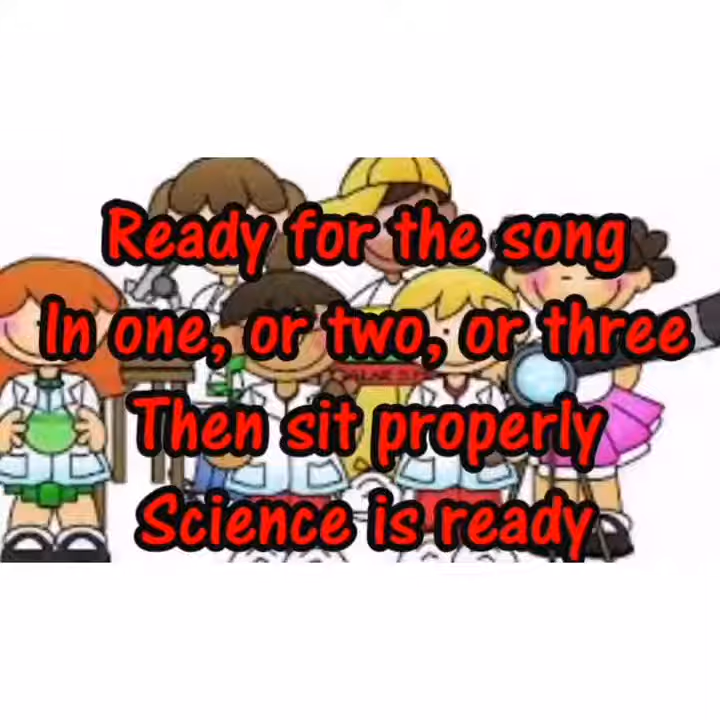 Ready for the song
In one, or two, or three
Then sit properly
Science is ready